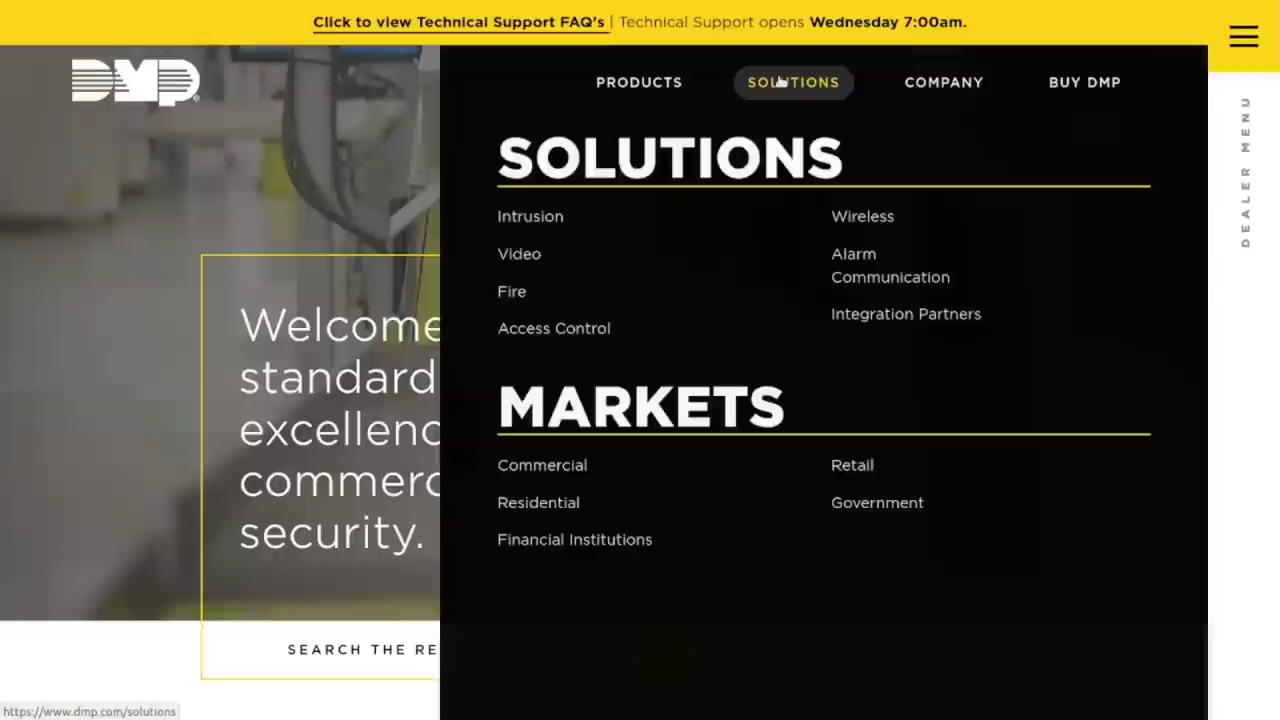 Click to view Technical Support FAQ's | Technical Support opens Wednesday 7:00am.
DMP®
PRODUCTS SOLUTIONS COMPANY BUY DMP
DEALER MENU
SOLUTIONS
Intrusion
Video
Fire
Access Control
Wireless
Alarm
Communication
Integration Partners
MARKETS
Commercial
Residential
Financial Institutions
Retail
Government
Welcome
standard
excellenc
commerc
security.
SEARCH THE RE
https://www.dmp.com/solutions